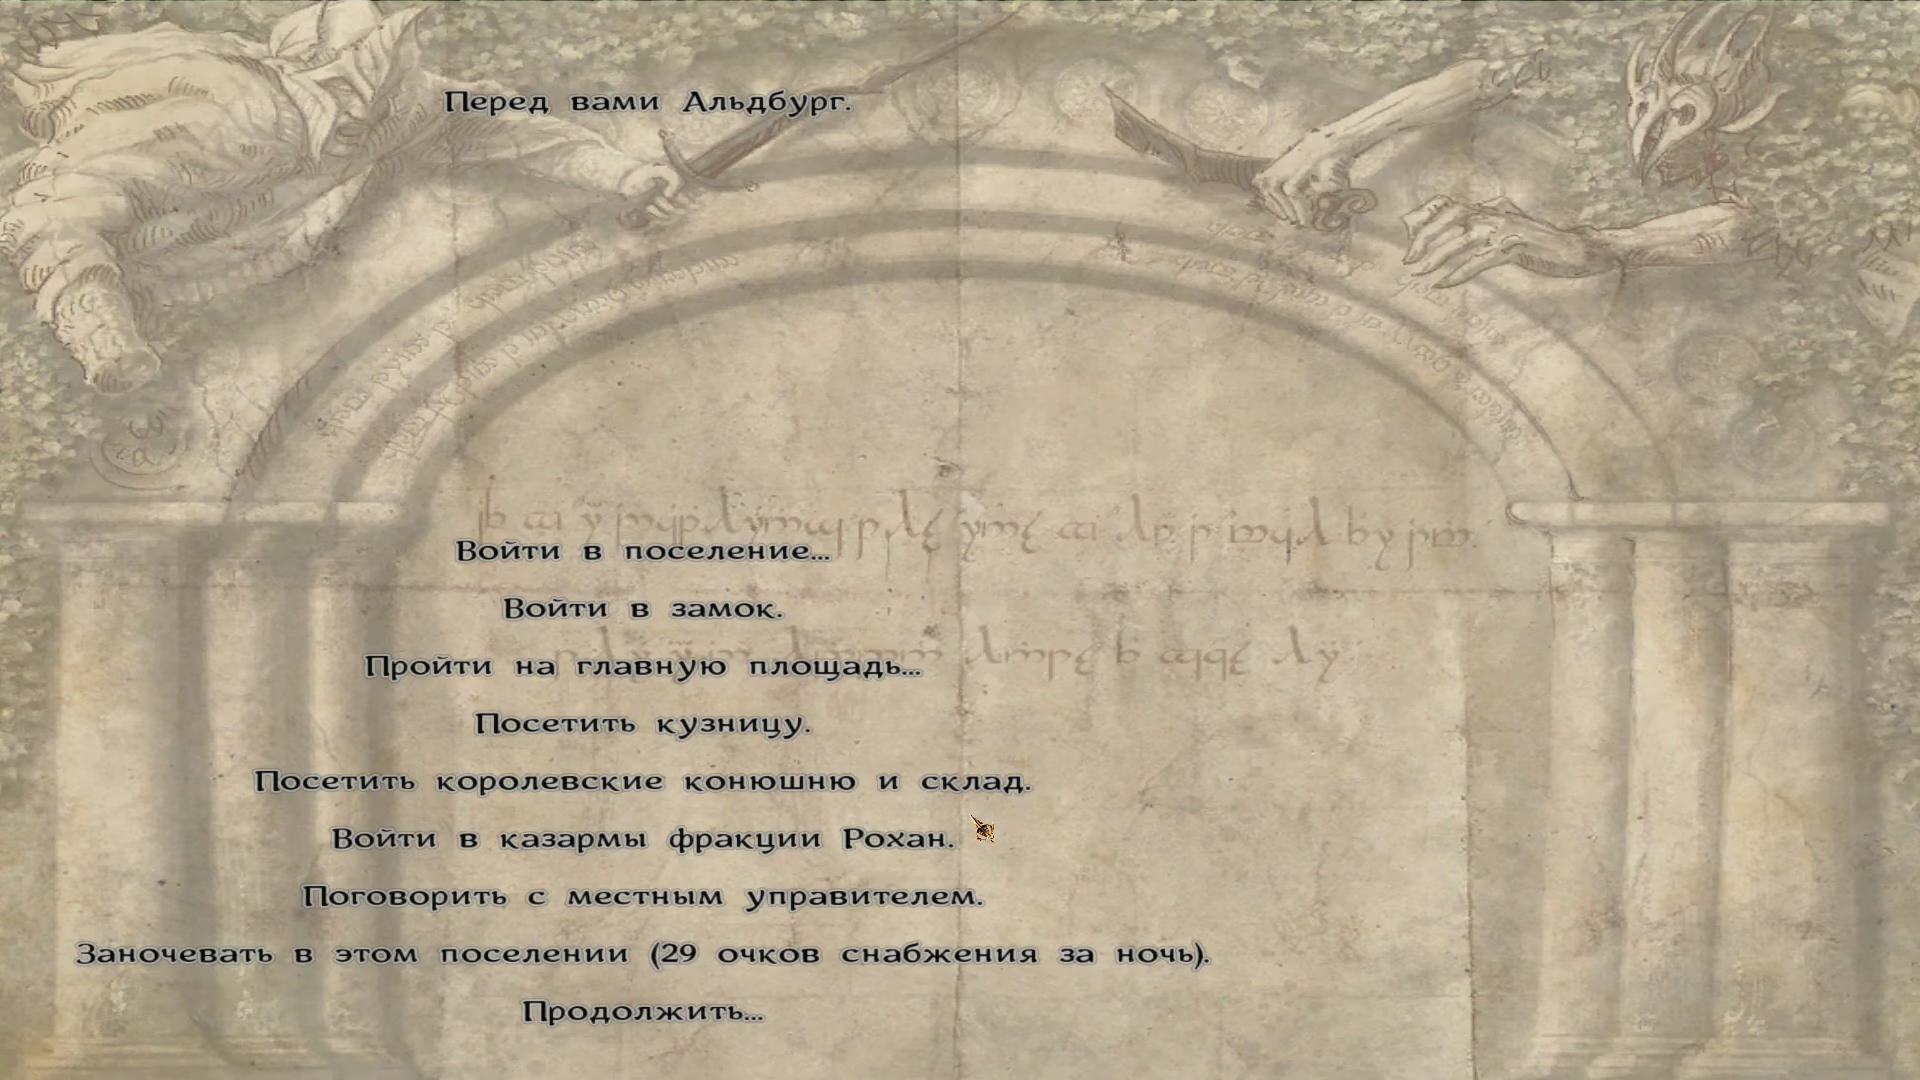 Перед вами Альдбург.
Войти в поселение...
Войти в замок.
Пройти на главную площадь...
Посетить кузницу.
Посетить королевские конюшню и склад.
Войти в казармы фракции Рохан.
Поговорить с местным управителем.
Заночевать в этом поселении (29 очков снабжения за ночь).
Продолжить...